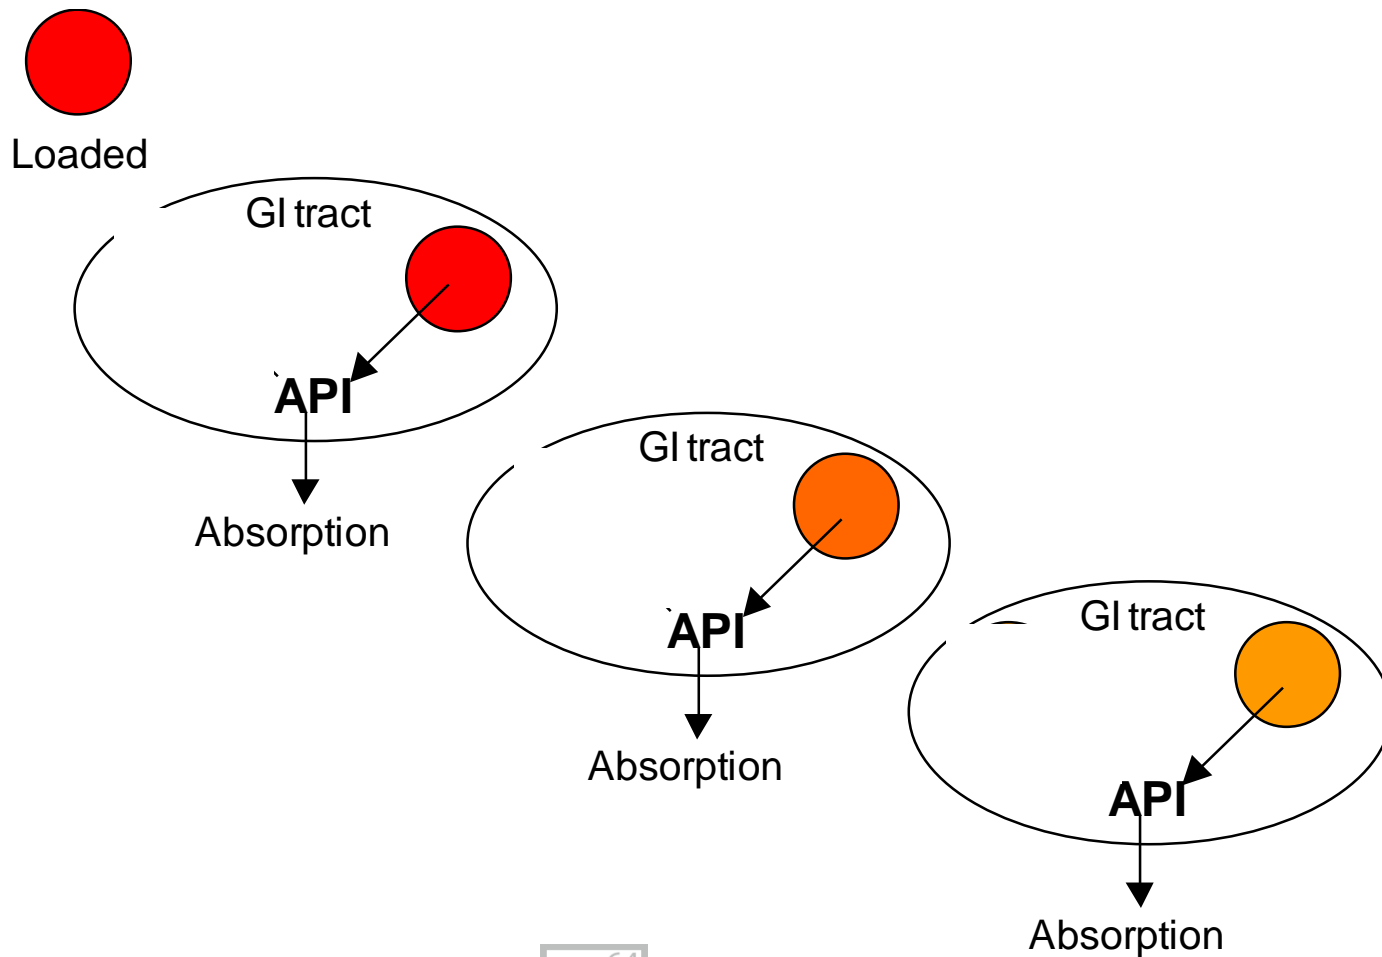 Loaded
GI tract
API
Absorption
GI tract
API
Absorption
GI tract
API
Absorption